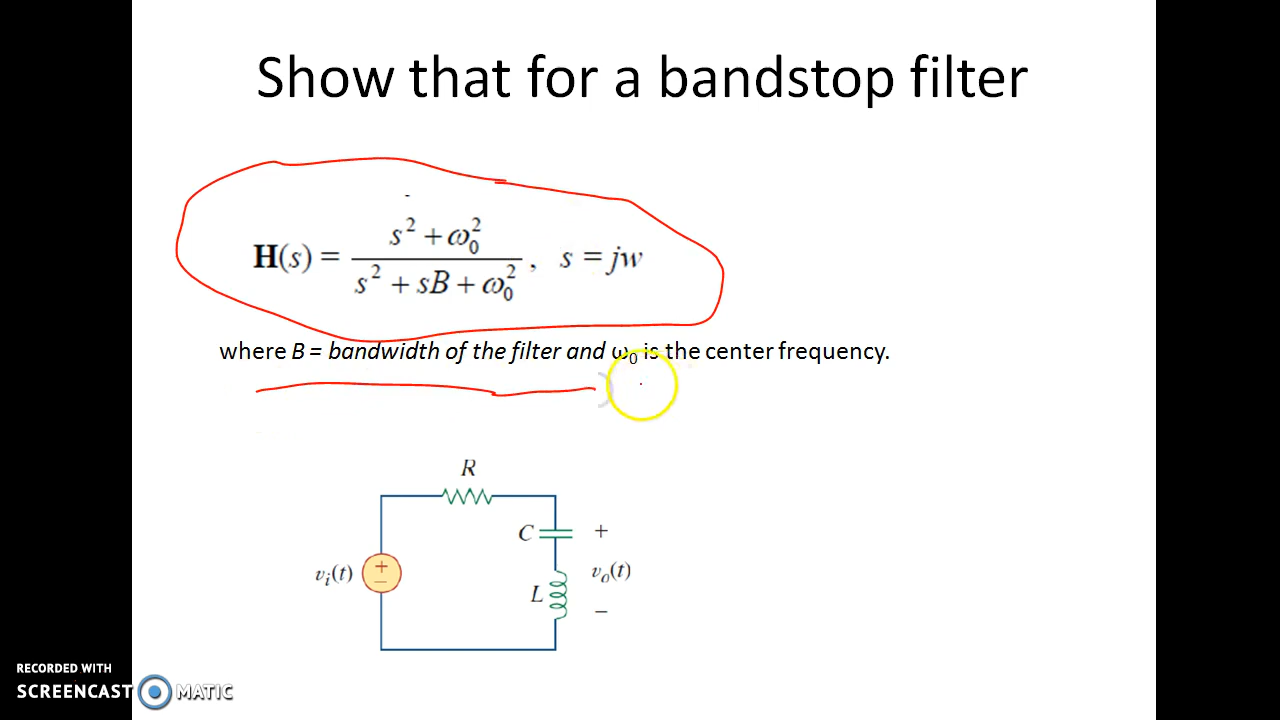 Show that for a bandstop filter
H(s) = s² + ω₀² / s² + sB + ω₀² , s = jw
where B = bandwidth of the filter and ω₀ is the center frequency.
R
C +
vᵢ(t) + − L vₒ(t)
−
RECORDED WITH
SCREENCAST MATIC